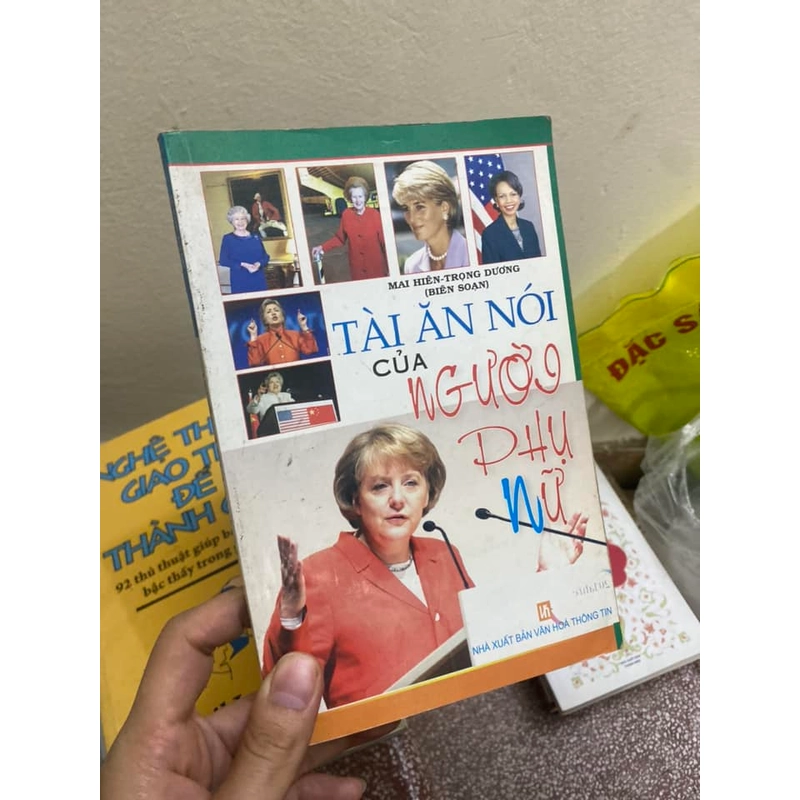 MAI HIÊN-TRỌNG DƯƠNG
(BIÊN SOẠN)
TÀI ĂN NÓI
CỦA
NGƯỜI
PHỤ
NỮ
NHÀ XUẤT BẢN VĂN HOÁ THÔNG TIN
NGHỆ TH
GIAO T
ĐỂ
THÀNH
92 thủ thuật giúp b
bậc thầy trong
ĐẶC S